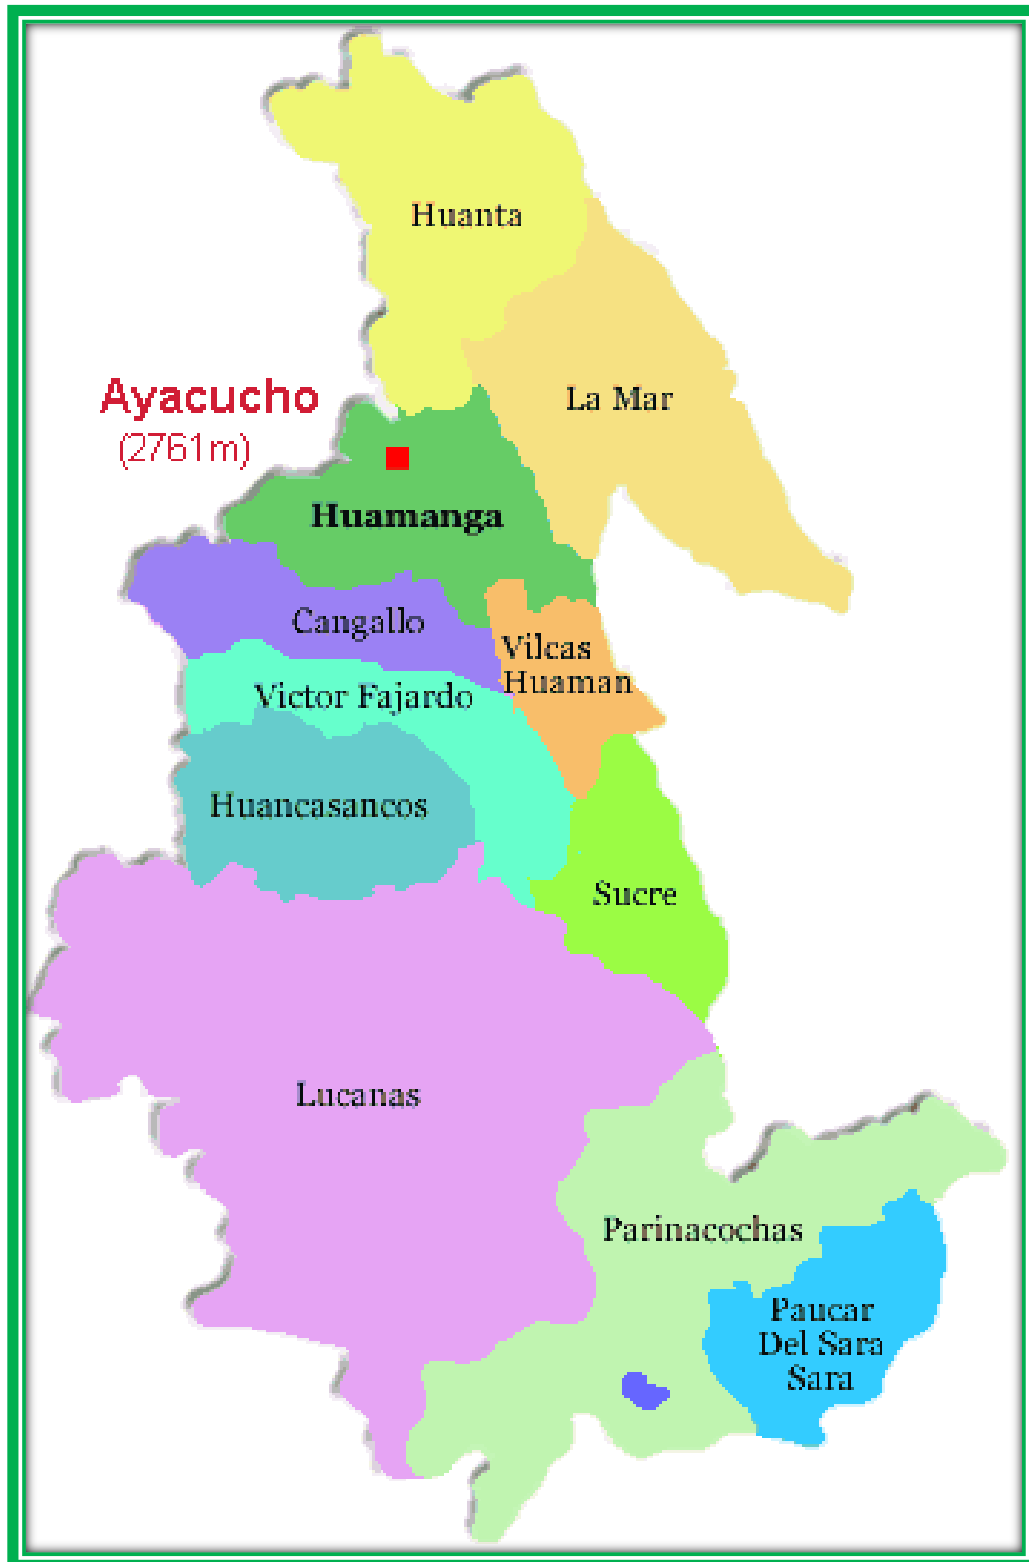 Huanta
La Mar
Ayacucho
(2761m)
Huamanga
Cangallo
Vilcas
Huaman
Victor Fajardo
Huancasancos
Sucre
Lucanas
Parinacochas
Paucar
Del Sara
Sara